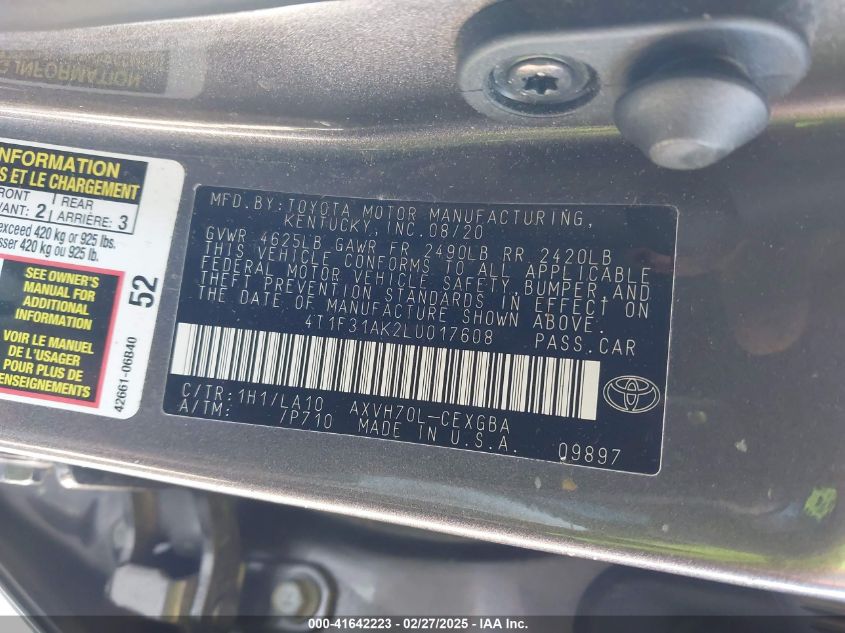 S INFORMATION
INFORMATION
S ET LE CHARGEMENT
FRONT
VANT: 2
REAR
ARRIÈRE: 3
exceed 420 kg or 925 lbs.
sser 420 kg ou 925 lb.
SEE OWNER'S
MANUAL FOR
ADDITIONAL
INFORMATION
VOIR LE MANUEL
DE L'USAGER
POUR PLUS DE
RENSEIGNEMENTS
52
42661-06B40
MFD.BY:TOYOTA MOTOR MANUFACTURING,
KENTUCKY, INC. 08/20
GVWR 4625LB GAWR FR 2490LB RR 2420LB
THIS VEHICLE CONFORMS TO ALL APPLICABLE
FEDERAL MOTOR VEHICLE SAFETY, BUMPER AND
THEFT PREVENTION STANDARDS IN EFFECT ON
THE DATE OF MANUFACTURE SHOWN ABOVE.
4T1F31AK2LU017608 PASS.CAR
C/TR: 1H1/LA10 AXVH70L-CEXGBA
A/TM: /P710 MADE IN U.S.A.
09897
000-41642223 - 02/27/2025 - IAA Inc.